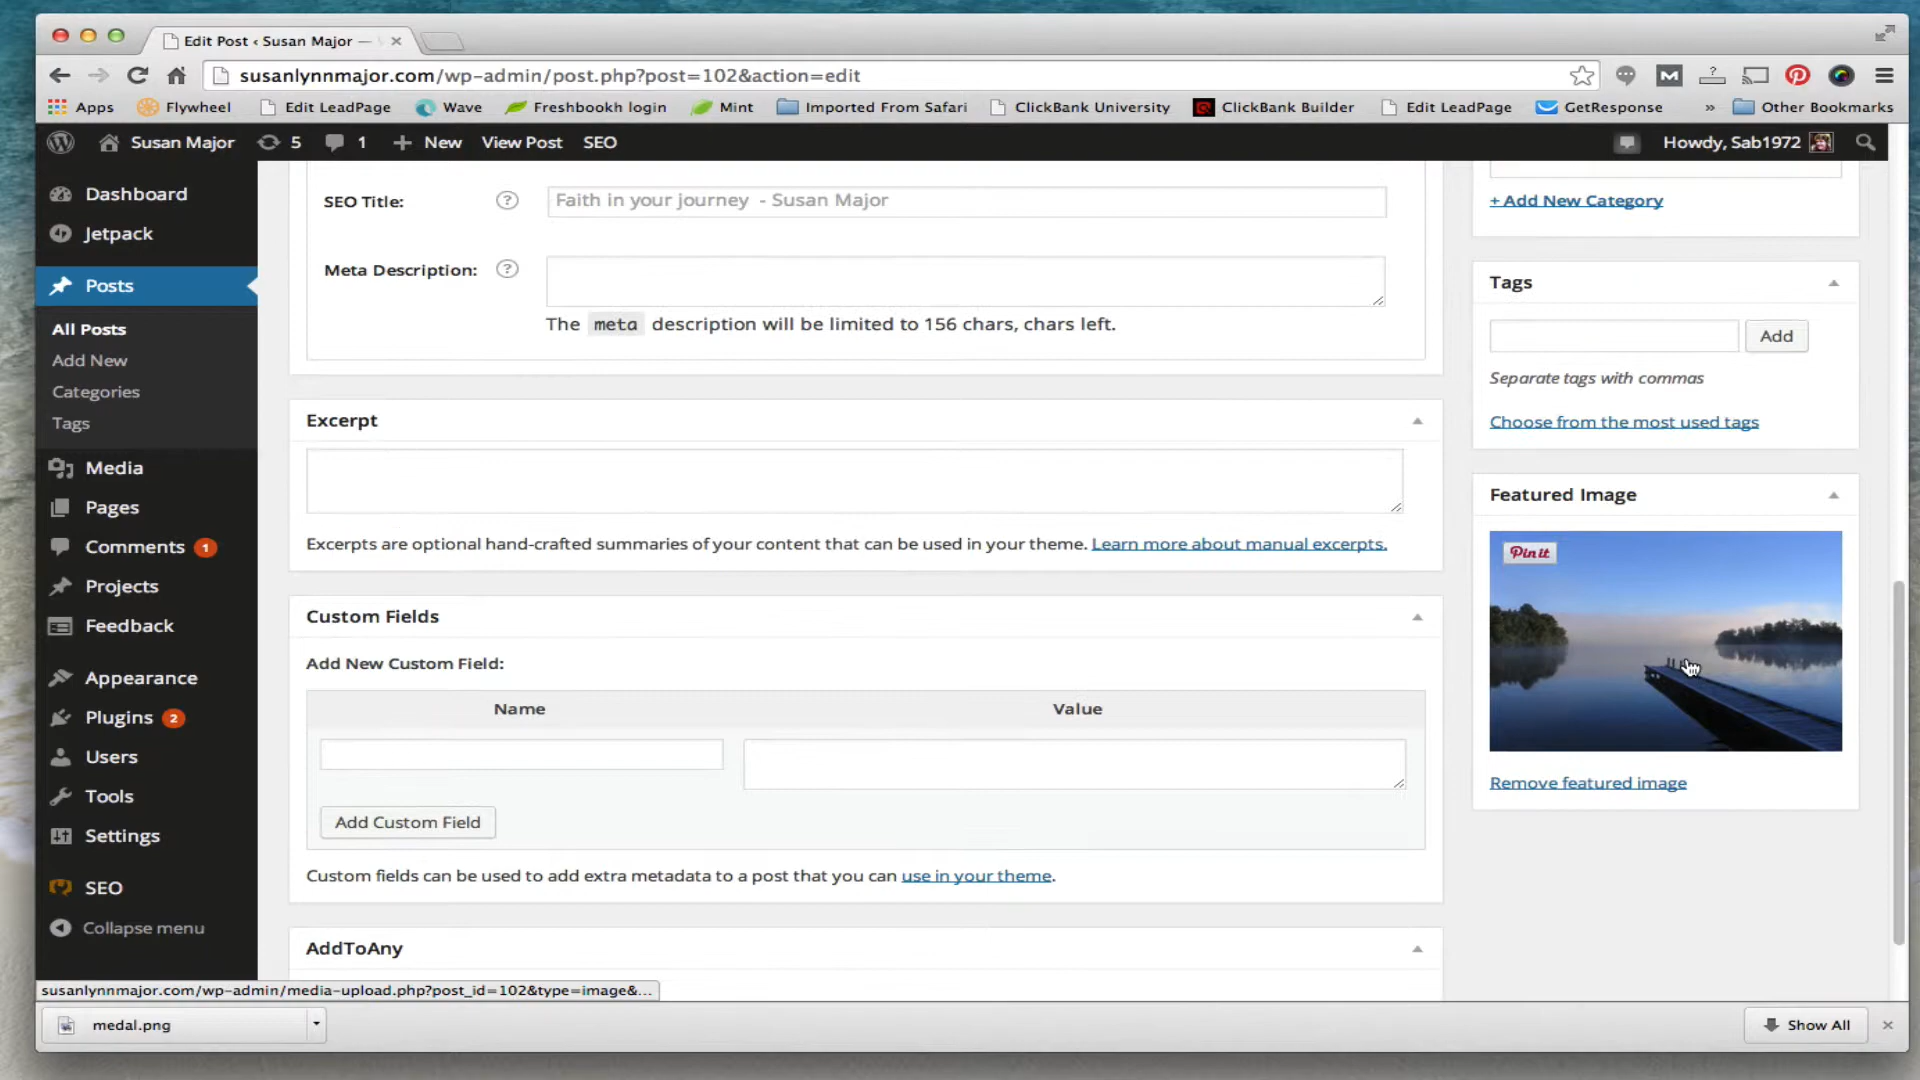 Edit Post ‹ Susan Major —
susanlynnmajor.com/wp-admin/post.php?post=102&action=edit
Apps Flywheel Edit LeadPage Wave Freshbookh login Mint Imported From Safari ClickBank University ClickBank Builder Edit LeadPage GetResponse » Other Bookmarks
Susan Major 5 1 + New View Post SEO Howdy, Sab1972
Dashboard
Jetpack
Posts
All Posts
Add New
Categories
Tags
Media
Pages
Comments 1
Projects
Feedback
Appearance
Plugins 2
Users
Tools
Settings
SEO
Collapse menu
SEO Title: ? Faith in your journey - Susan Major
Meta Description: ?
The meta description will be limited to 156 chars, chars left.
Excerpt
Excerpts are optional hand-crafted summaries of your content that can be used in your theme. Learn more about manual excerpts.
Custom Fields
Add New Custom Field:
Name Value
Add Custom Field
Custom fields can be used to add extra metadata to a post that you can use in your theme.
AddToAny
+ Add New Category
Tags
Add
Separate tags with commas
Choose from the most used tags
Featured Image
Pin it
Remove featured image
susanlynnmajor.com/wp-admin/media-upload.php?post_id=102&type=image&...
medal.png Show All